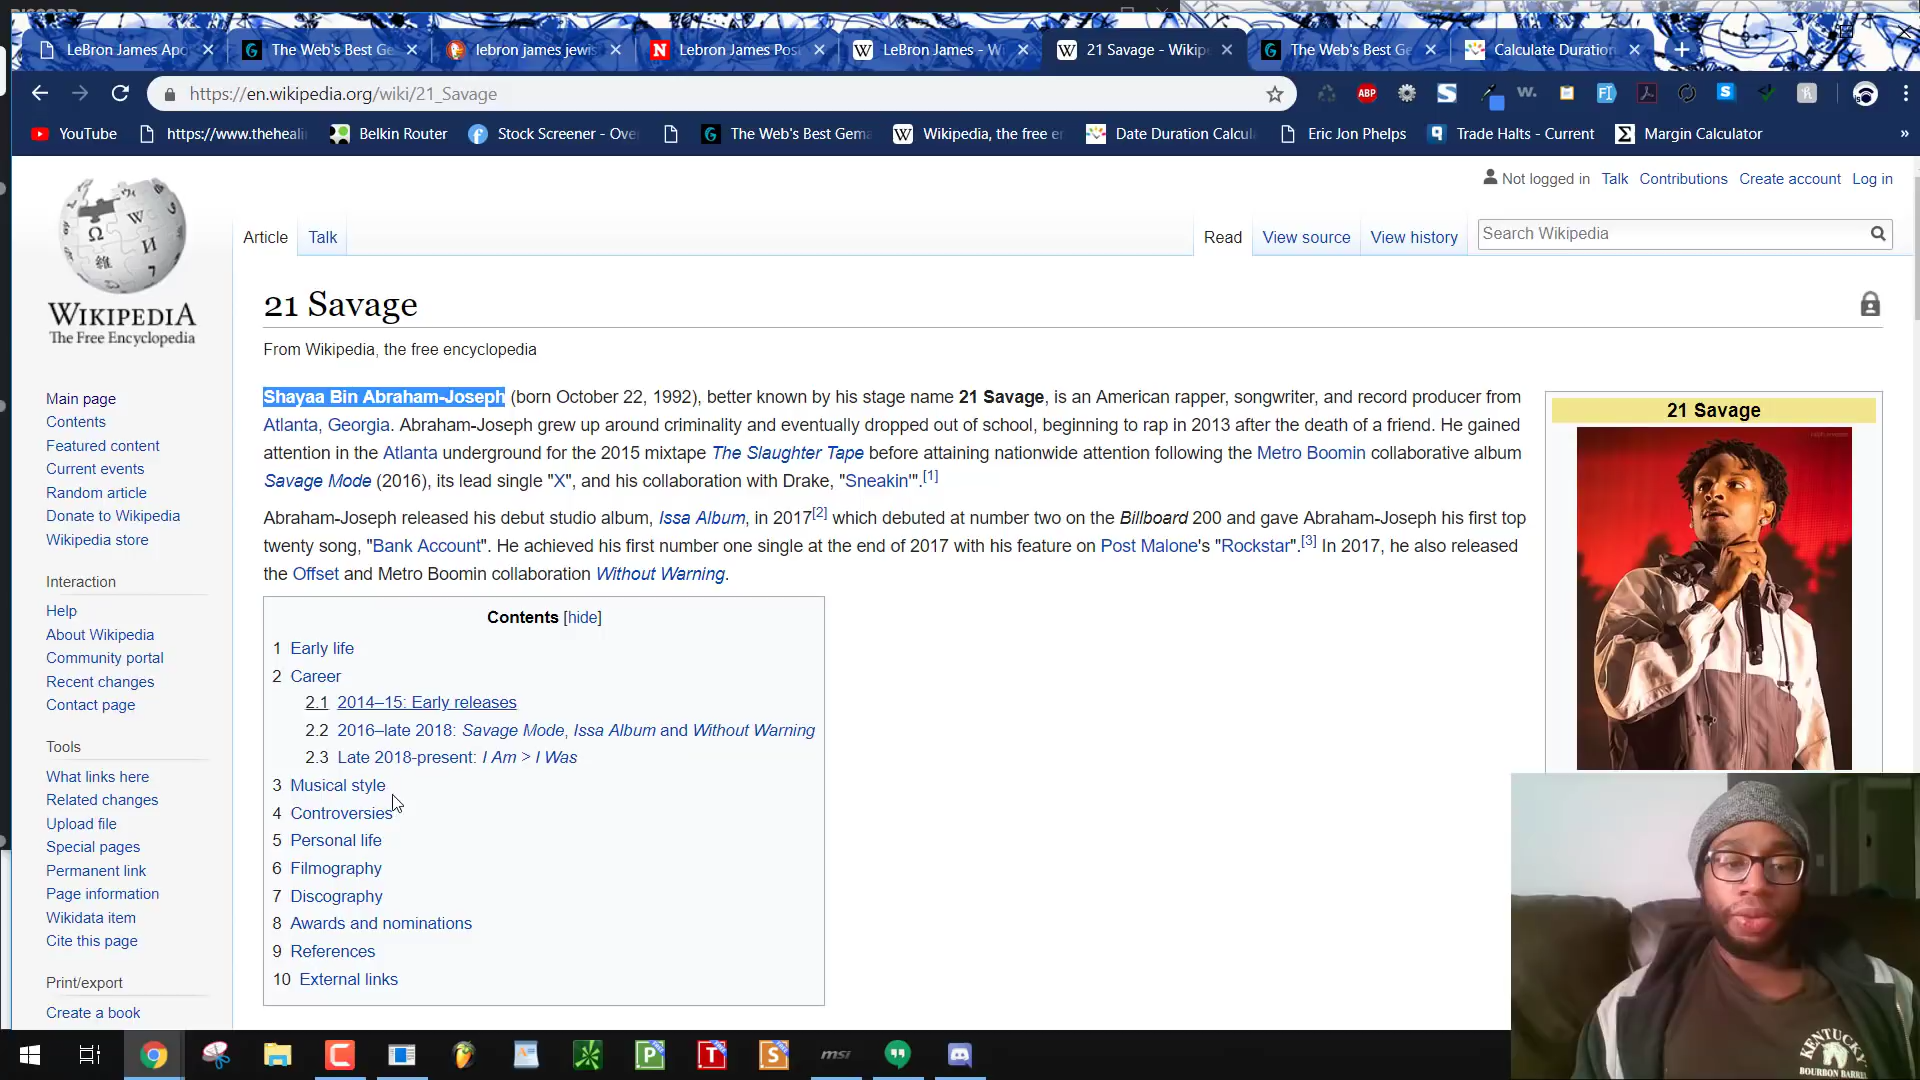 LeBron James Apo
The Web's Best Ge
lebron james jewis
Lebron James Pos
LeBron James - Wi
21 Savage - Wikip
The Web's Best Ge
Calculate Duration
https://en.wikipedia.org/wiki/21_Savage
ABP
YouTube
https://www.theheali
Belkin Router
Stock Screener - Ove
The Web's Best Gema
Wikipedia, the free e
Date Duration Calcul
Eric Jon Phelps
Trade Halts - Current
Margin Calculator
Not logged in Talk Contributions Create account Log in
Article Talk
Read View source View history
Search Wikipedia
WIKIPEDIA
The Free Encyclopedia
Main page
Contents
Featured content
Current events
Random article
Donate to Wikipedia
Wikipedia store
Interaction
Help
About Wikipedia
Community portal
Recent changes
Contact page
Tools
What links here
Related changes
Upload file
Special pages
Permanent link
Page information
Wikidata item
Cite this page
Print/export
Create a book
21 Savage
From Wikipedia, the free encyclopedia
Shayaa Bin Abraham-Joseph (born October 22, 1992), better known by his stage name 21 Savage, is an American rapper, songwriter, and record producer from
Atlanta, Georgia. Abraham-Joseph grew up around criminality and eventually dropped out of school, beginning to rap in 2013 after the death of a friend. He gained
attention in the Atlanta underground for the 2015 mixtape The Slaughter Tape before attaining nationwide attention following the Metro Boomin collaborative album
Savage Mode (2016), its lead single "X", and his collaboration with Drake, "Sneakin'".[1]
Abraham-Joseph released his debut studio album, Issa Album, in 2017[2] which debuted at number two on the Billboard 200 and gave Abraham-Joseph his first top
twenty song, "Bank Account". He achieved his first number one single at the end of 2017 with his feature on Post Malone's "Rockstar".[3] In 2017, he also released
the Offset and Metro Boomin collaboration Without Warning.
Contents [hide]
1 Early life
2 Career
2.1 2014–15: Early releases
2.2 2016–late 2018: Savage Mode, Issa Album and Without Warning
2.3 Late 2018-present: I Am > I Was
3 Musical style
4 Controversies
5 Personal life
6 Filmography
7 Discography
8 Awards and nominations
9 References
10 External links
21 Savage
KENTUCKY
BOURBON BARREL
msi